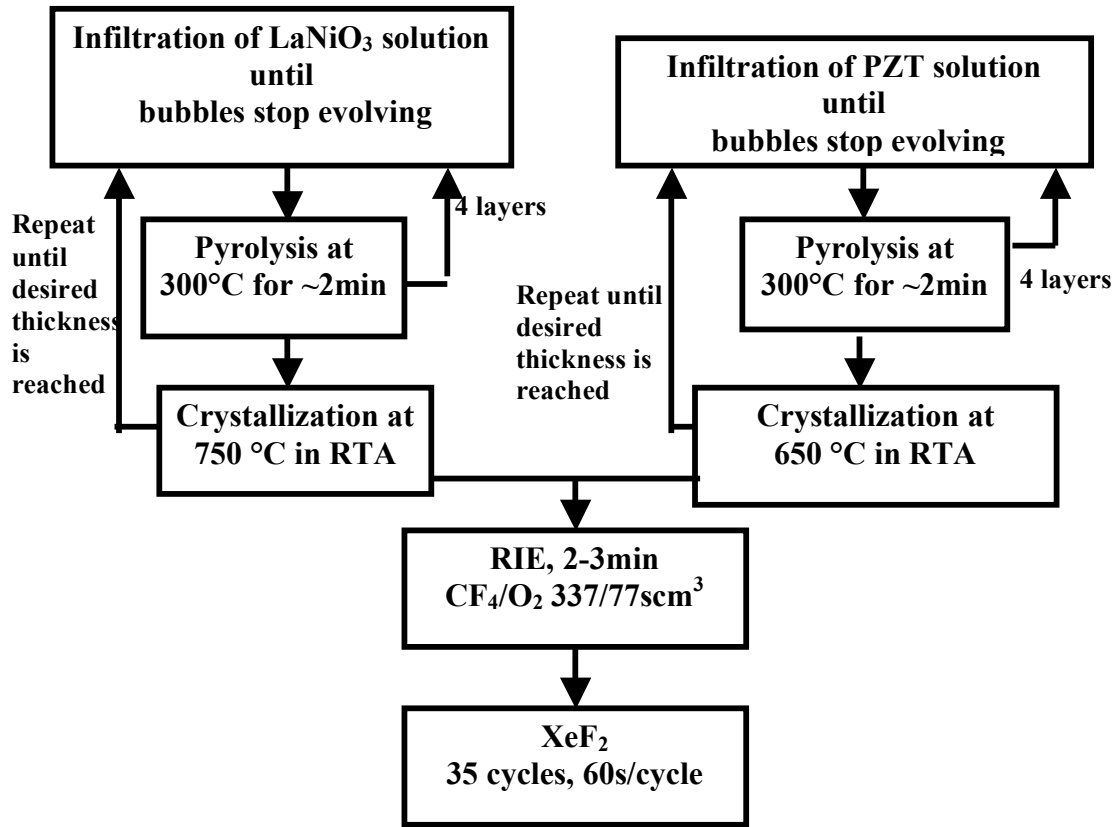 Infiltration of LaNiO₃ solution
until
bubbles stop evolving
4 layers
Repeat
until
desired
thickness
is
reached
Pyrolysis at
300°C for ~2min
Crystallization at
750 °C in RTA
Infiltration of PZT solution
until
bubbles stop evolving
4 layers
Repeat until
desired
thickness is
reached
Pyrolysis at
300°C for ~2min
Crystallization at
650 °C in RTA
RIE, 2-3min
CF₄/O₂ 337/77scm³
XeF₂
35 cycles, 60s/cycle